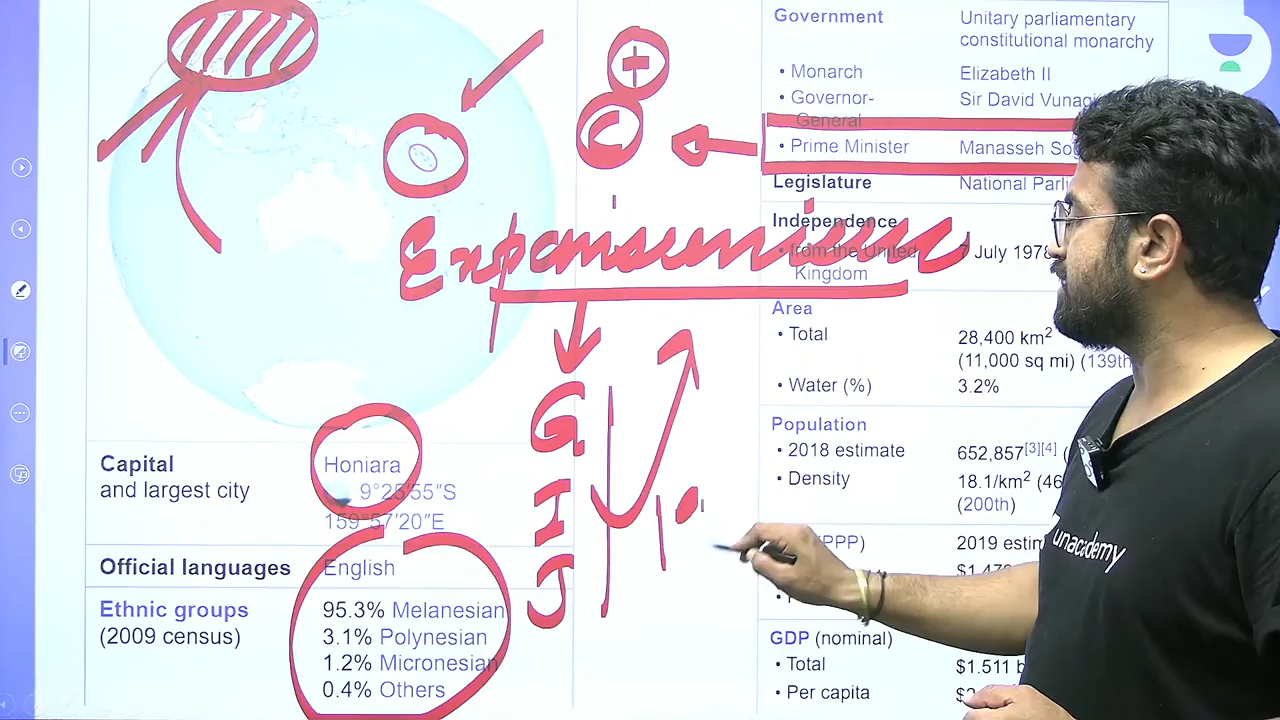 Government Unitary parliamentary
constitutional monarchy
• Monarch Elizabeth II
• Governor- Sir David Vunagi
General
• Prime Minister Manasseh Sog
Legislature National Parli
Independence
• from the United 7 July 1978
Kingdom
Area
• Total 28,400 km²
(11,000 sq mi) (139th
• Water (%) 3.2%
Population
• 2018 estimate 652,857[3][4] (
• Density 18.1/km² (46
(200th)
(PPP) 2019 estim
GDP (nominal)
• Total $1.511 b
• Per capita
Capital Honiara
and largest city 9°25′55″S
159°57′20″E
Official languages English
Ethnic groups 95.3% Melanesian
(2009 census) 3.1% Polynesian
1.2% Micronesian
0.4% Others
+
C
G
H
unacademy